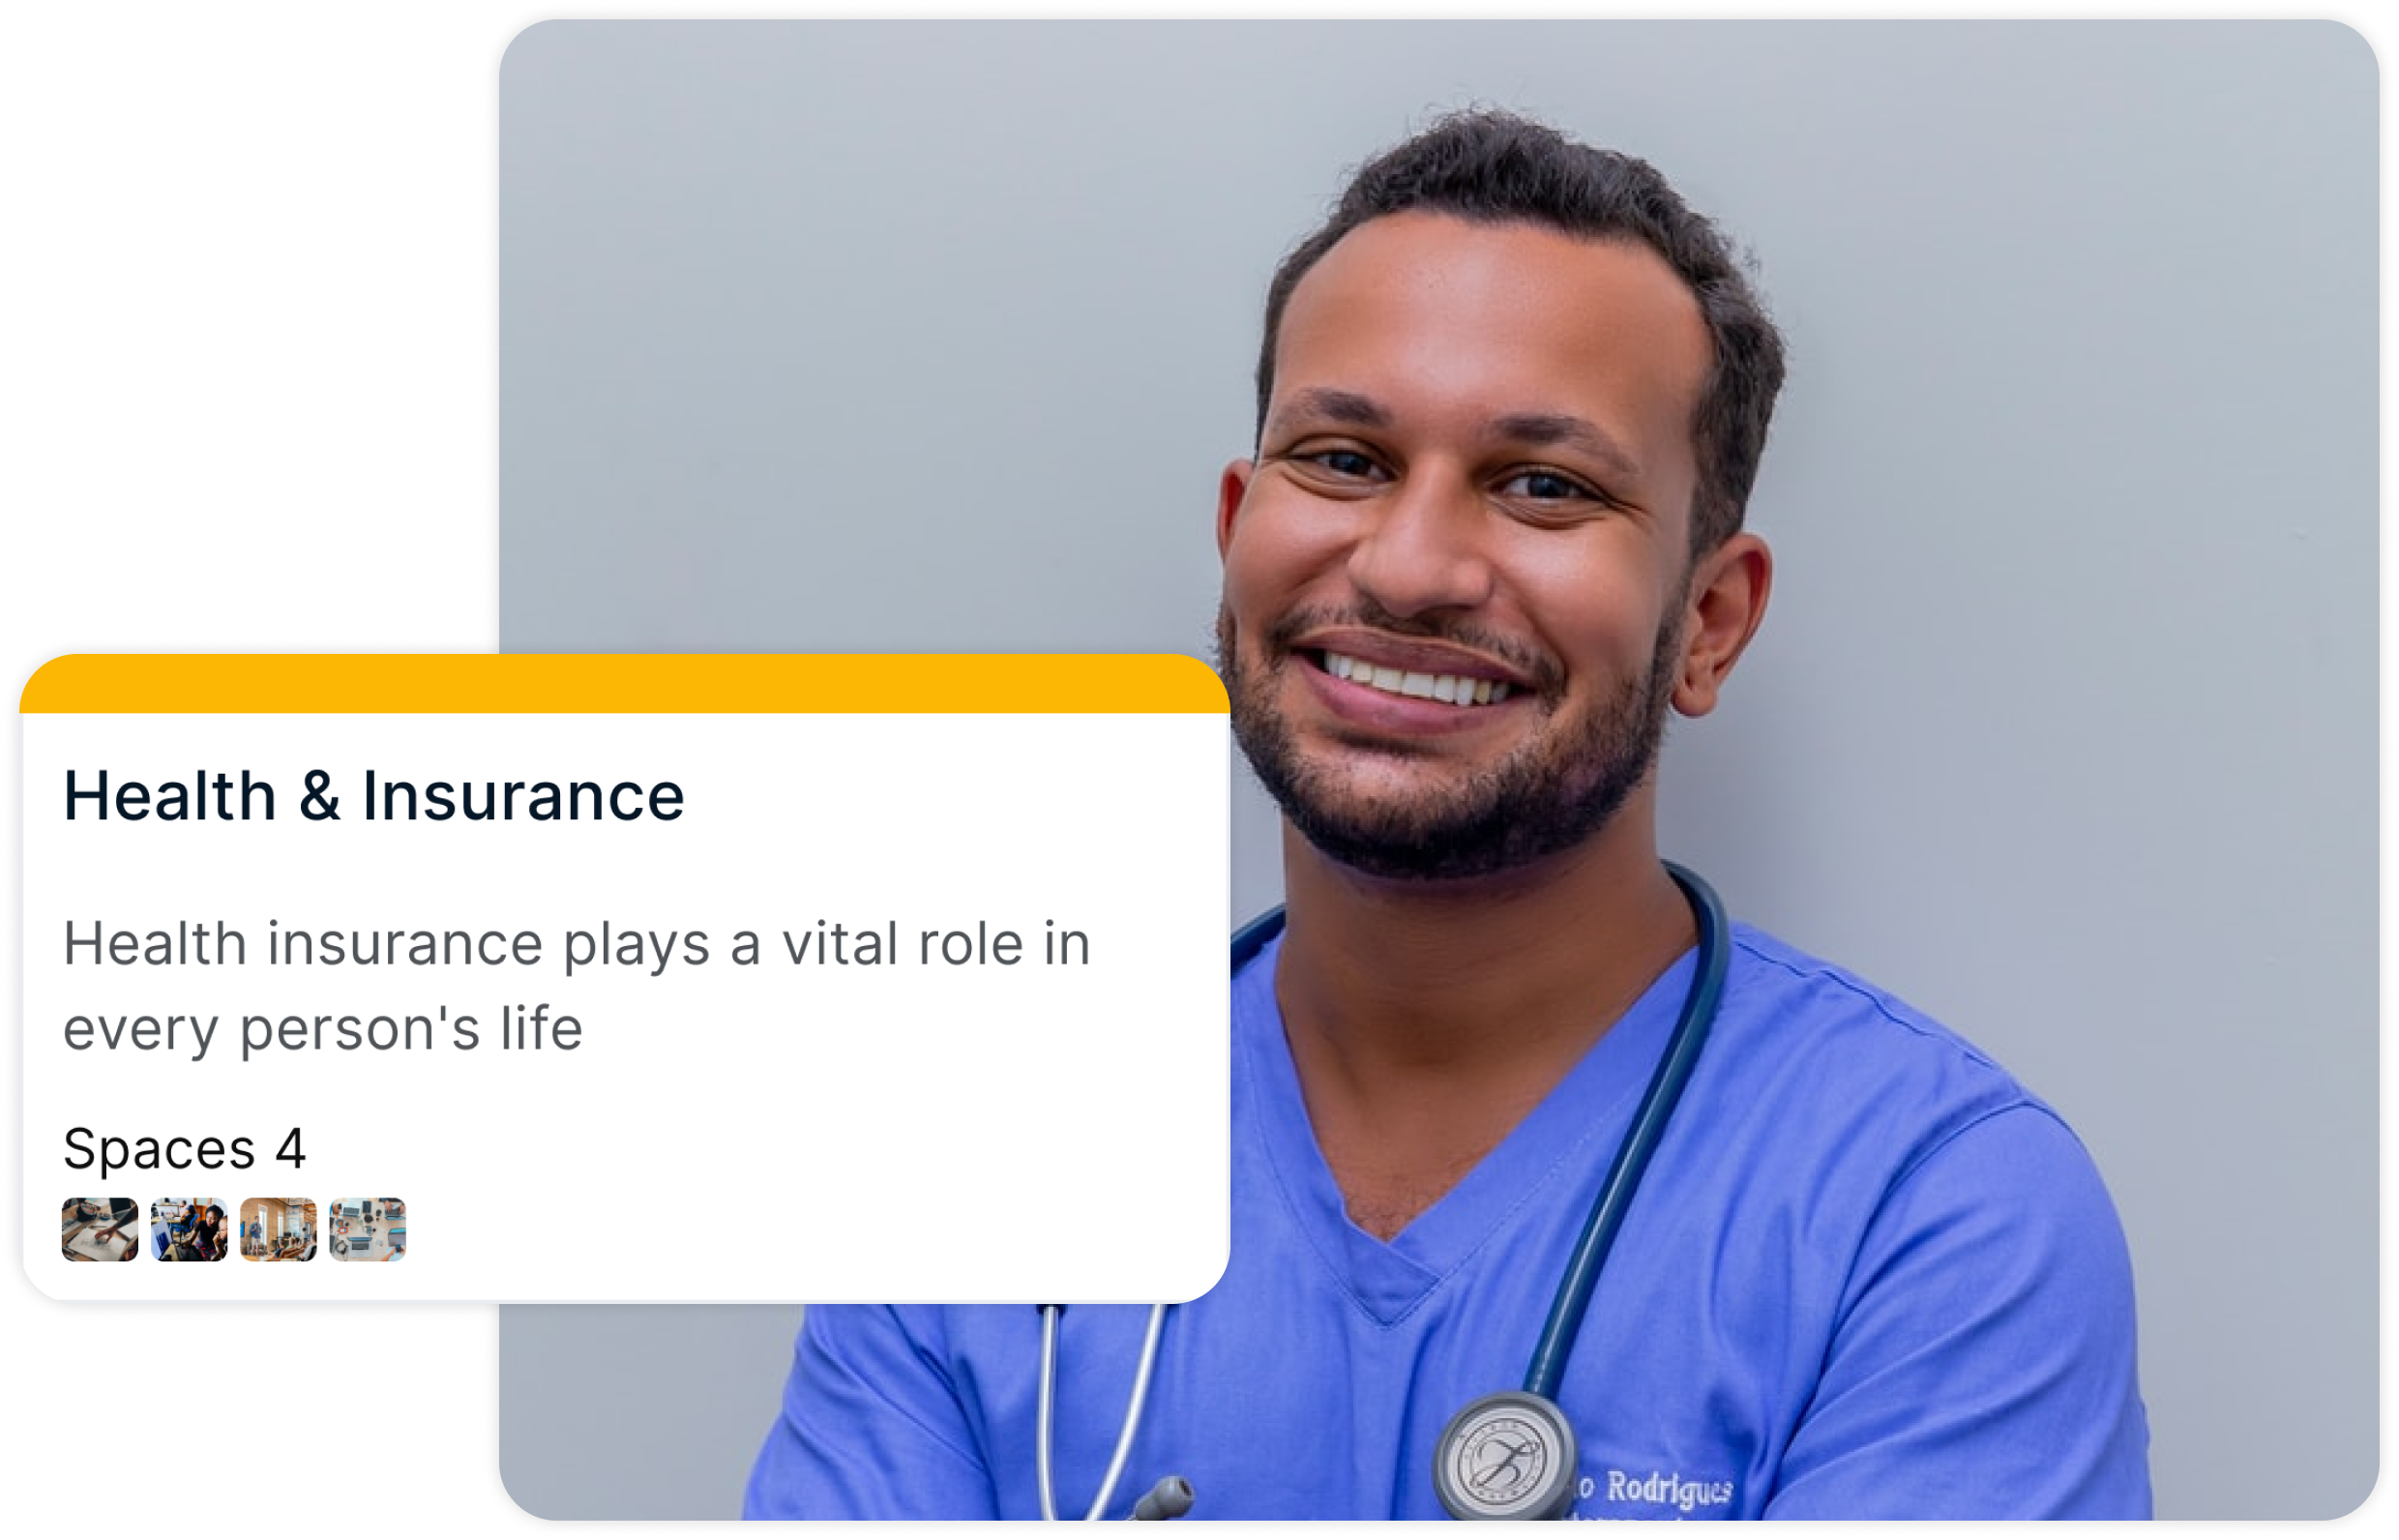 Health & Insurance
Health insurance plays a vital role in
every person's life
Spaces 4
Rodrigues